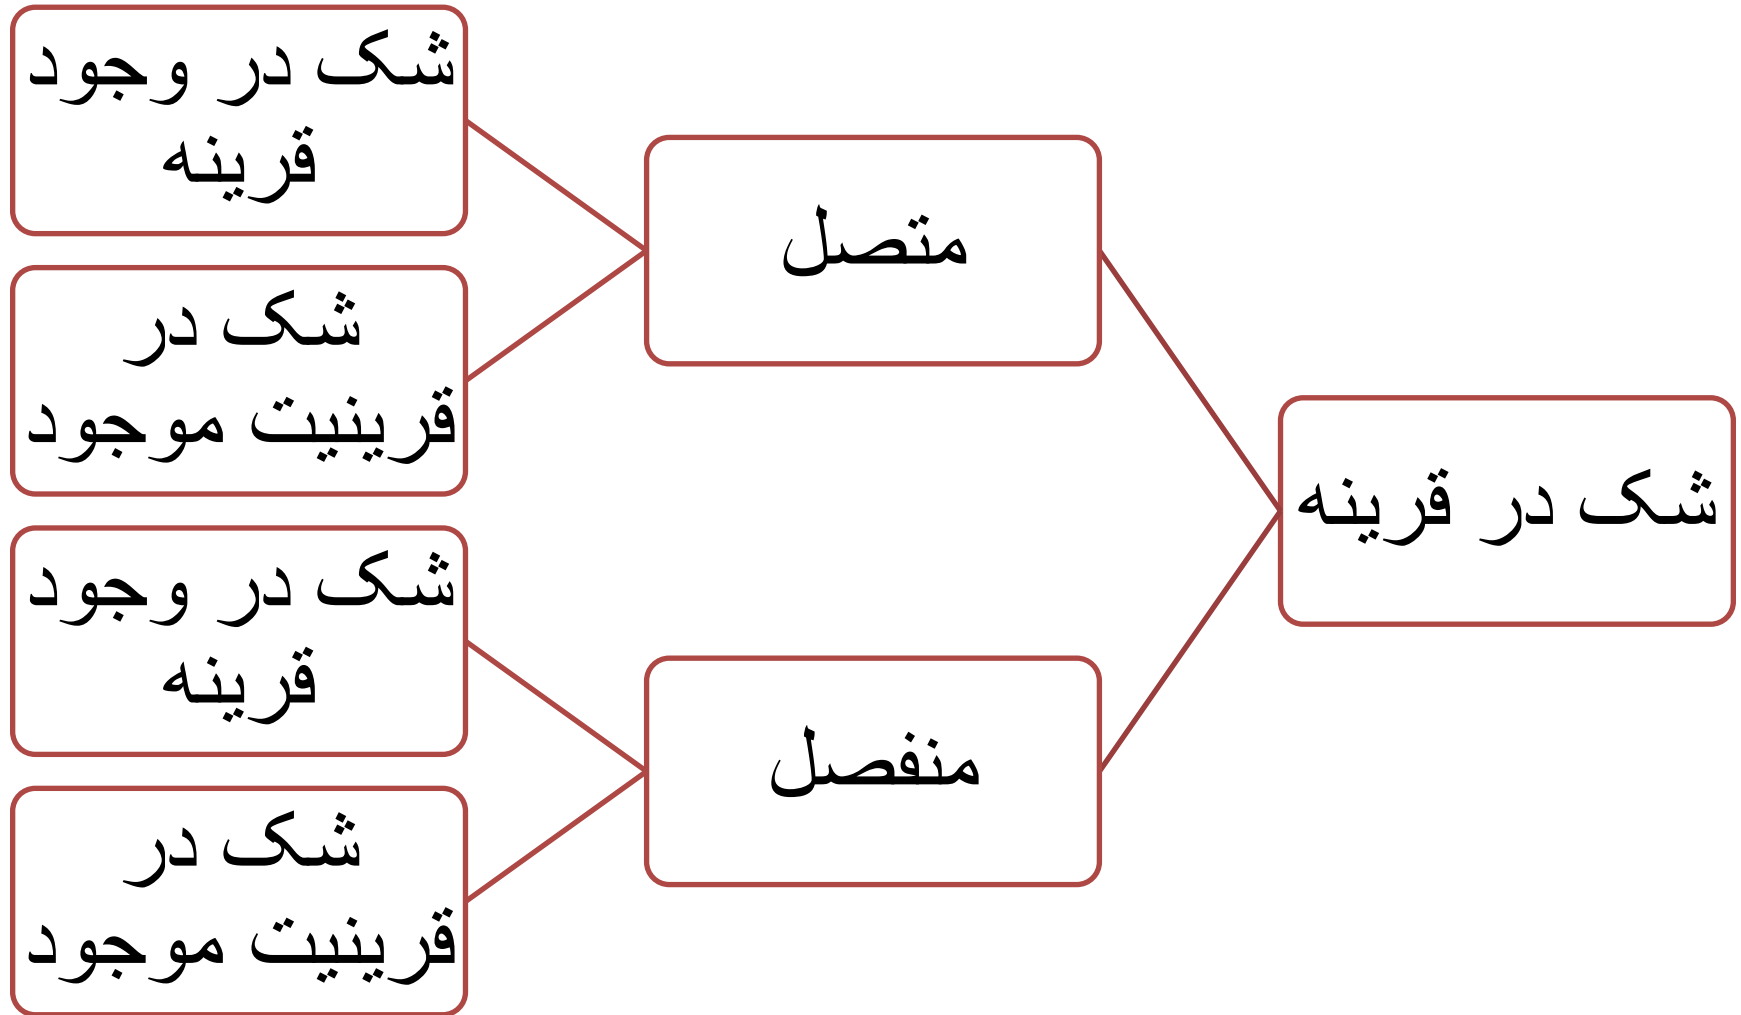 شک در قرینه
متصل
شک در وجود
قرینه
شک در
قرینیت موجود
منفصل
شک در وجود
قرینه
شک در
قرینیت موجود